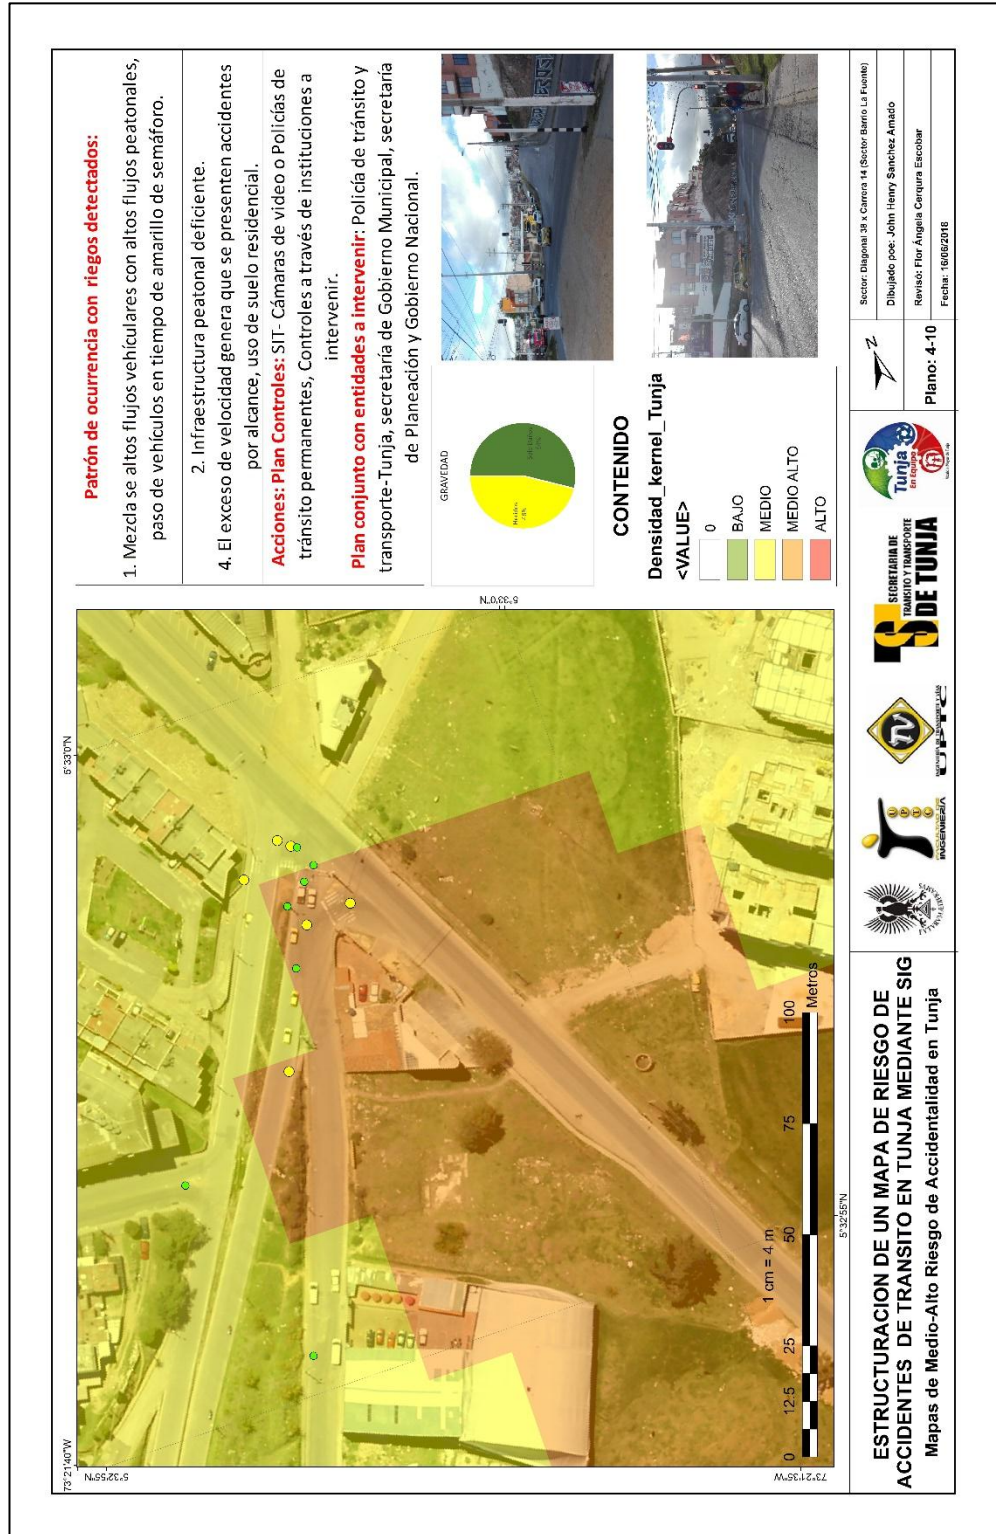 Patrón de ocurrencia con riegos detectados:
1. Mezcla se altos flujos vehículares con altos flujos peatonales,
paso de vehículos en tiempo de amarillo de semáforo.
2. Infraestructura peatonal deficiente.
4. El exceso de velocidad genera que se presenten accidentes
por alcance, uso de suelo residencial.
Acciones: Plan Controles: SIT- Cámaras de video o Policías de
tránsito permanentes, Controles a través de instituciones a
intervenir.
Plan conjunto con entidades a intervenir: Policía de tránsito y
transporte-Tunja, secretaría de Gobierno Municipal, secretaría
de Planeación y Gobierno Nacional.
GRAVEDAD
CONTENIDO
Densidad_kernel_Tunja
<VALUE>
0
BAJO
MEDIO
MEDIO ALTO
ALTO
73°21'40"W
5°33'0"N
5°32'55"N
5°33'0"N
5°32'55"N
73°21'35"W
1 cm = 4 m
0 12.5 25 50 75 100
Metros
ESTRUCTURACION DE UN MAPA DE RIESGO DE
ACCIDENTES DE TRANSITO EN TUNJA MEDIANTE SIG
Mapas de Medio-Alto Riesgo de Accidentalidad en Tunja
UPTC
INGENIERÍA
TV
SECRETARIA DE
TRANSITO Y TRANSPORTE
DE TUNJA
Tunja
En Equipo
N
Plano: 4-10
Sector: Diagonal 38 x Carrera 14 (Sector Barrio La Fuente)
Dibujado poe: John Henry Sanchez Amado
Revisó: Flor Ángela Cerqura Escobar
Fecha: 16/06/2016